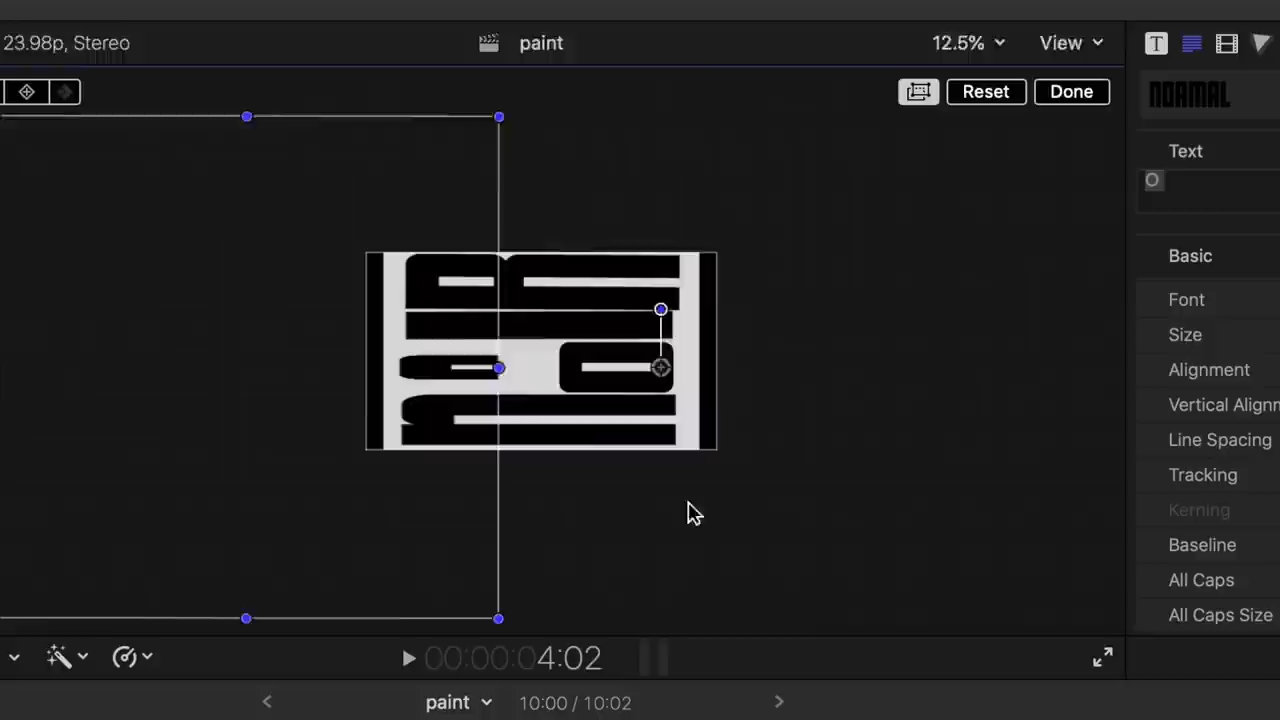 23.98p, Stereo
paint
12.5%
View
T
Reset
Done
NORMAL
Text
O
Basic
Font
Size
Alignment
Vertical Alignm
Line Spacing
Tracking
Kerning
Baseline
All Caps
All Caps Size
00:00:04:02
paint
10:00 / 10:02